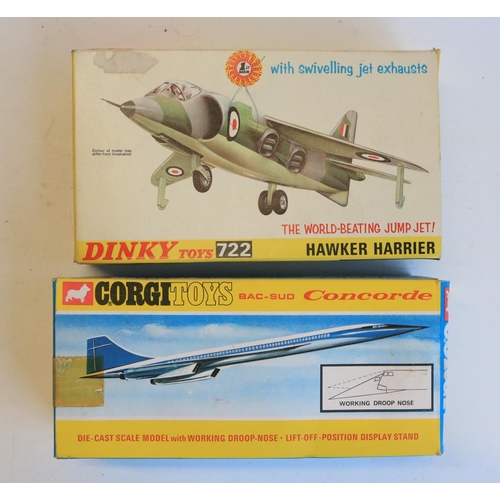 with swivelling jet exhausts
Colour of model may
differ from illustration
THE WORLD-BEATING JUMP JET!
DINKY TOYS 722
HAWKER HARRIER
CORGI TOYS BAC-SUD Concorde
WORKING DROOP NOSE
DIE-CAST SCALE MODEL with WORKING DROOP-NOSE • LIFT-OFF-POSITION DISPLAY STAND